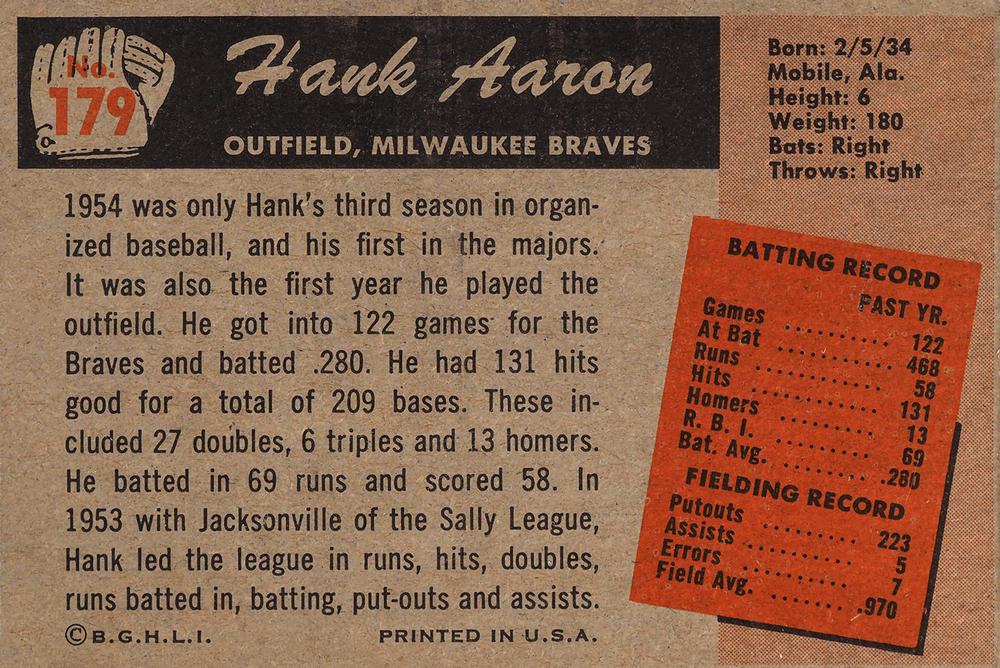 No.
179
Hank Aaron
OUTFIELD, MILWAUKEE BRAVES
Born: 2/5/34
Mobile, Ala.
Height: 6
Weight: 180
Bats: Right
Throws: Right
1954 was only Hank's third season in organ-
ized baseball, and his first in the majors.
It was also the first year he played the
outfield. He got into 122 games for the
Braves and batted .280. He had 131 hits
good for a total of 209 bases. These in-
cluded 27 doubles, 6 triples and 13 homers.
He batted in 69 runs and scored 58. In
1953 with Jacksonville of the Sally League,
Hank led the league in runs, hits, doubles,
runs batted in, batting, put-outs and assists.
© B.G.H.L.I. PRINTED IN U.S.A.
BATTING RECORD
PAST YR.
Games .......... 122
At Bat .......... 468
Runs .......... 58
Hits .......... 131
Homers .......... 13
R. B. I. .......... 69
Bat. Avg. .......... .280
FIELDING RECORD
Putouts .......... 223
Assists .......... 5
Errors .......... 7
Field Avg. .......... .970